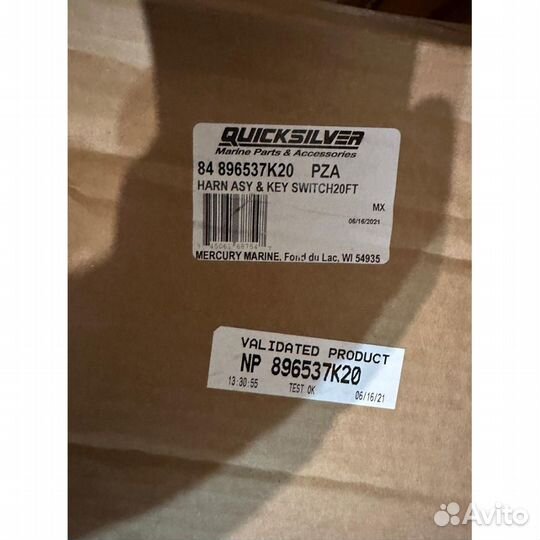 QUICKSILVER
Marine Parts & Accessories
84 896537K20 PZA
HARN ASY & KEY SWITCH20FT
MX
06/16/2021
MERCURY MARINE, Fond du Lac, WI 54935
VALIDATED PRODUCT
NP 896537K20
13:30:55 TEST OK 06/16/21
Avito